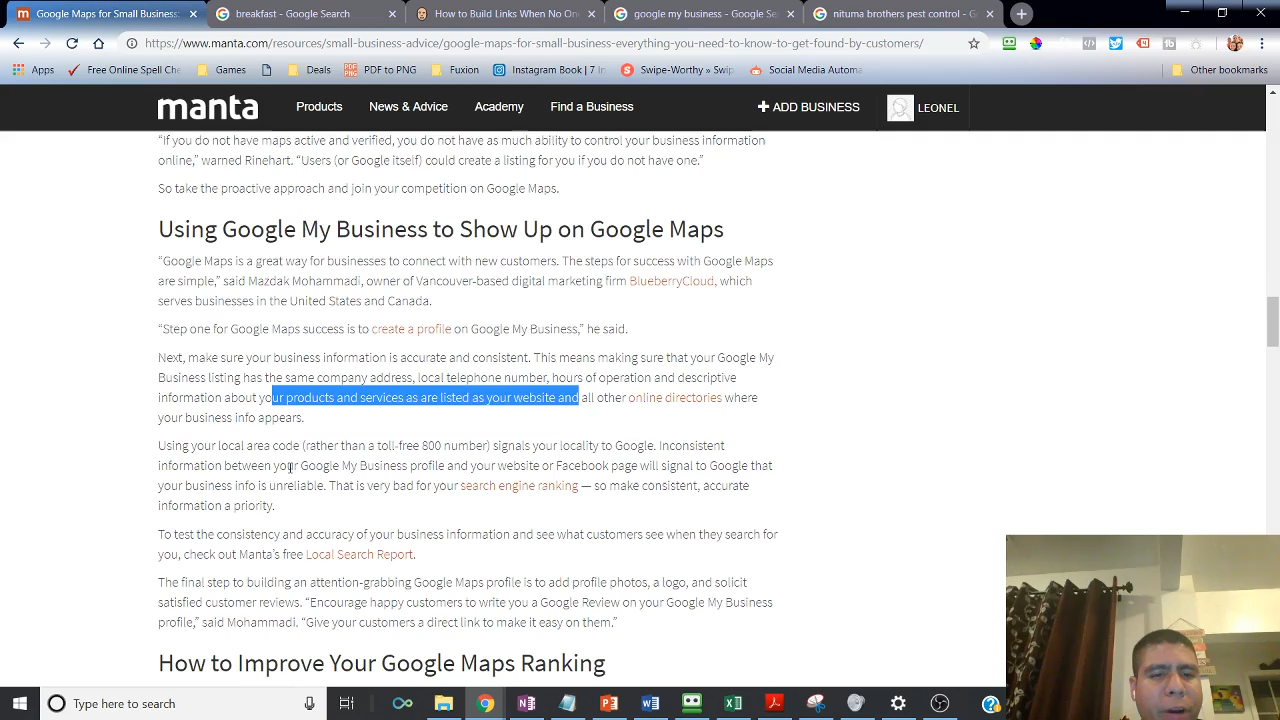 Google Maps for Small Business:
breakfast - Google Search
How to Build Links When No On
google my business - Google Se
nituma brothers pest control - G
https://www.manta.com/resources/small-business-advice/google-maps-for-small-business-everything-you-need-to-know-to-get-found-by-customers/
Apps
Free Online Spell Che
Games
Deals
PDF to PNG
Fuxion
Instagram Book | 7 In
Swipe-Worthy » Swip
Social Media Automa
Other bookmarks
manta
Products
News & Advice
Academy
Find a Business
+ ADD BUSINESS
LEONEL
“If you do not have maps active and verified, you do not have as much ability to control your business information
online,” warned Rinehart. “Users (or Google itself) could create a listing for you if you do not have one.”
So take the proactive approach and join your competition on Google Maps.
Using Google My Business to Show Up on Google Maps
“Google Maps is a great way for businesses to connect with new customers. The steps for success with Google Maps
are simple,” said Mazdak Mohammadi, owner of Vancouver-based digital marketing firm BlueberryCloud, which
serves businesses in the United States and Canada.
“Step one for Google Maps success is to create a profile on Google My Business,” he said.
Next, make sure your business information is accurate and consistent. This means making sure that your Google My
Business listing has the same company address, local telephone number, hours of operation and descriptive
information about your products and services as are listed as your website and all other online directories where
your business info appears.
Using your local area code (rather than a toll-free 800 number) signals your locality to Google. Inconsistent
information between your Google My Business profile and your website or Facebook page will signal to Google that
your business info is unreliable. That is very bad for your search engine ranking — so make consistent, accurate
information a priority.
To test the consistency and accuracy of your business information and see what customers see when they search for
you, check out Manta’s free Local Search Report.
The final step to building an attention-grabbing Google Maps profile is to add profile photos, a logo, and solicit
satisfied customer reviews. “Encourage happy customers to write you a Google Review on your Google My Business
profile,” said Mohammadi. “Give your customers a direct link to make it easy on them.”
How to Improve Your Google Maps Ranking
Type here to search